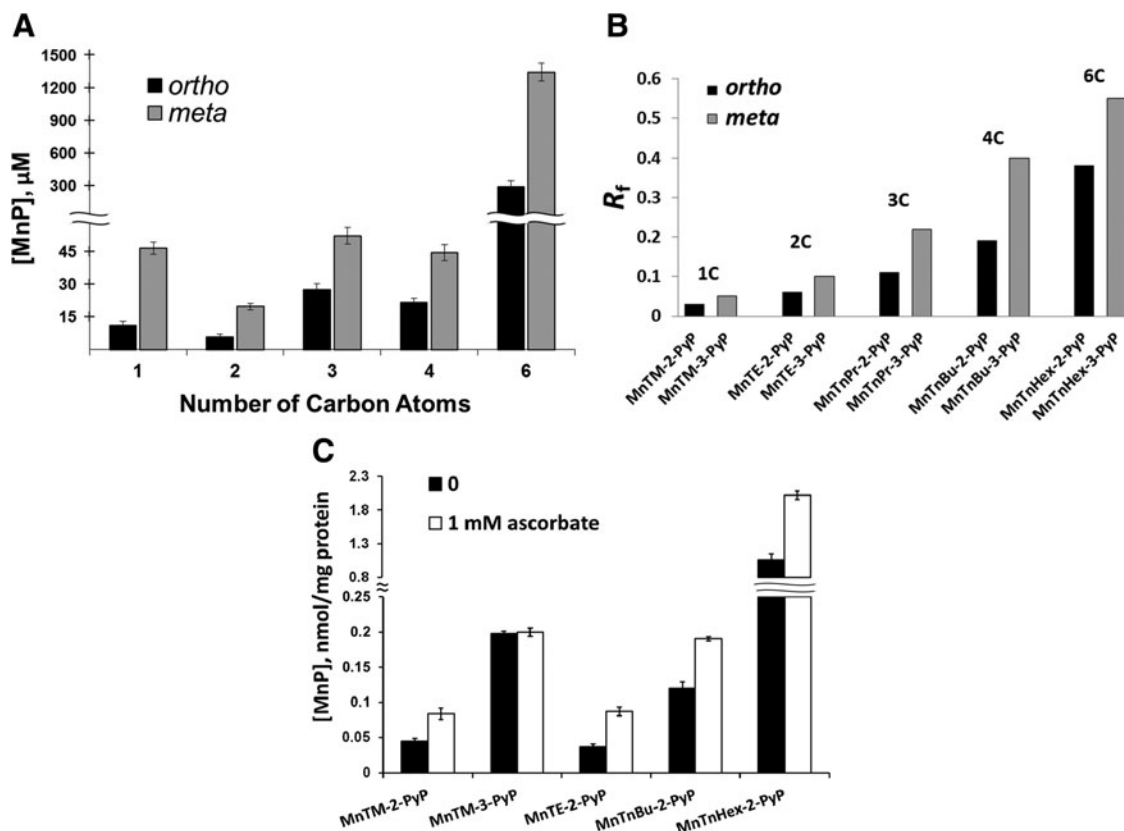 A
[MnP], μM
1500
1200
900
600
300
45
30
15
ortho
meta
1 2 3 4 6
Number of Carbon Atoms
B
Rf
0.6
0.5
0.4
0.3
0.2
0.1
0
ortho
meta
1C
2C
3C
4C
6C
MnTM-2-PyP
MnTM-3-PyP
MnTE-2-PyP
MnTE-3-PyP
MnTnPr-2-PyP
MnTnPr-3-PyP
MnTnBu-2-PyP
MnTnBu-3-PyP
MnTnHex-2-PyP
MnTnHex-3-PyP
C
[MnP], nmol/mg protein
2.3
1.8
1.3
0.8
0.25
0.2
0.15
0.1
0.05
0
0
1 mM ascorbate
MnTM-2-PyP
MnTM-3-PyP
MnTE-2-PyP
MnTnBu-2-PyP
MnTnHex-2-PyP